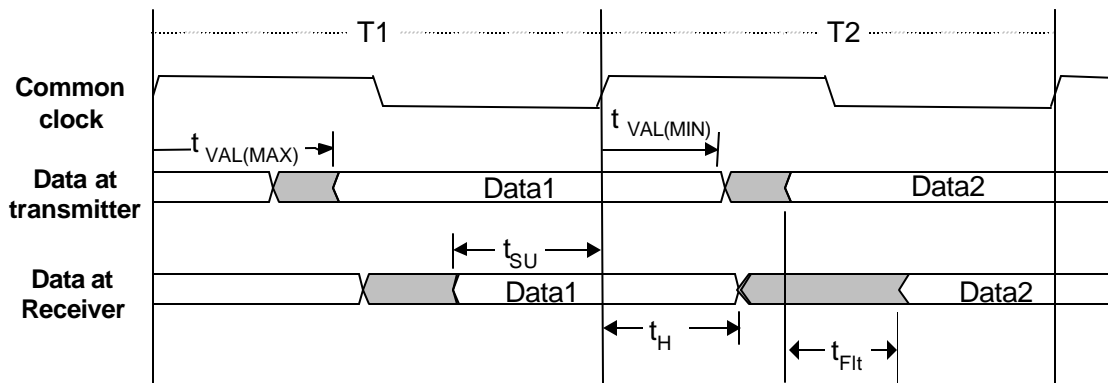 T1
T2
Common
clock
t VAL(MAX)
t VAL(MIN)
Data at
transmitter
Data1
Data2
t SU
Data at
Receiver
Data1
Data2
t H
t Flt